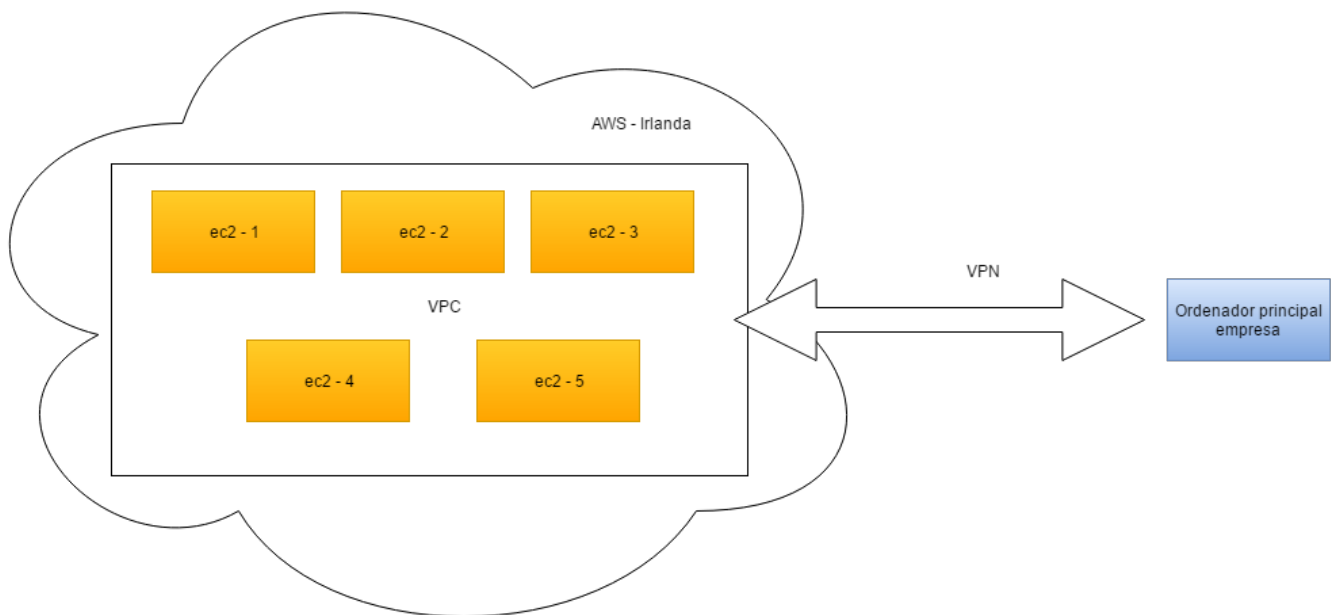 AWS - Irlanda
ec2 - 1
ec2 - 2
ec2 - 3
VPC
ec2 - 4
ec2 - 5
VPN
Ordenador principal
empresa